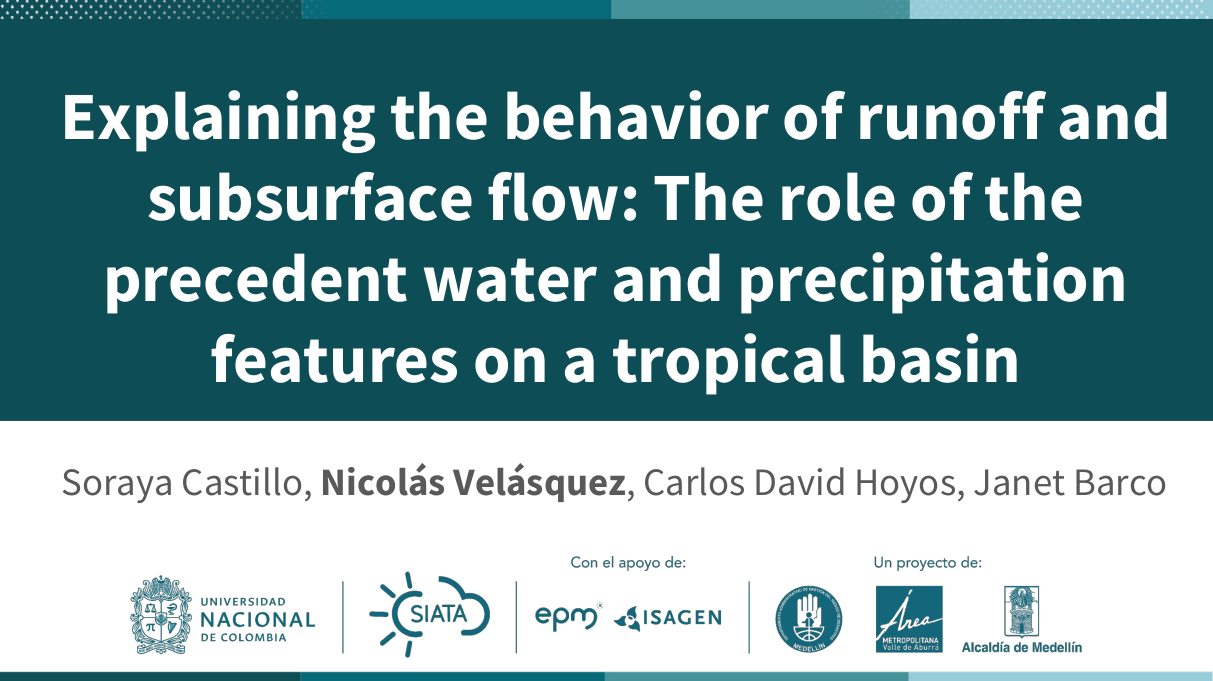 Explaining the behavior of runoff and
subsurface flow: The role of the
precedent water and precipitation
features on a tropical basin
Soraya Castillo, Nicolás Velásquez, Carlos David Hoyos, Janet Barco
Con el apoyo de:
Un proyecto de:
UNIVERSIDAD
NACIONAL
DE COLOMBIA
SIATA
epm
ISAGEN
MEDELLÍN
Área
METROPOLITANA
Valle de Aburrá
Alcaldía de Medellín